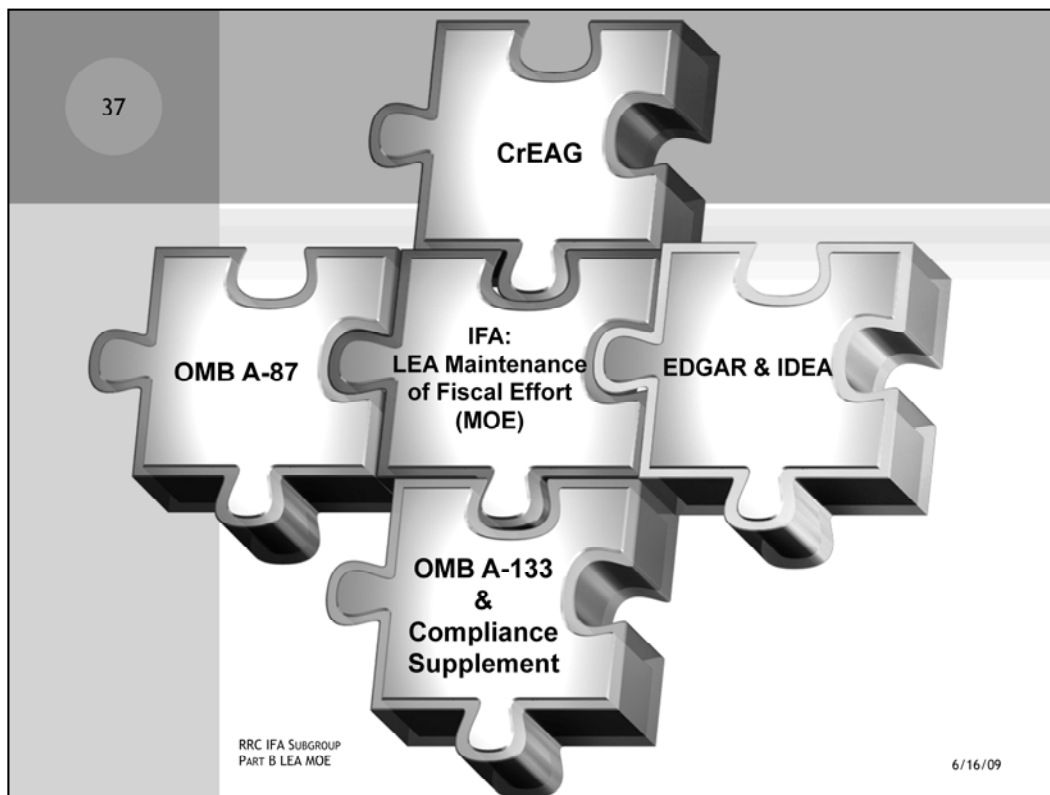 37
CrEAG
OMB A-87
IFA:
LEA Maintenance
of Fiscal Effort
(MOE)
EDGAR & IDEA
OMB A-133
&
Compliance
Supplement
RRC IFA SUBGROUP
PART B LEA MOE
6/16/09